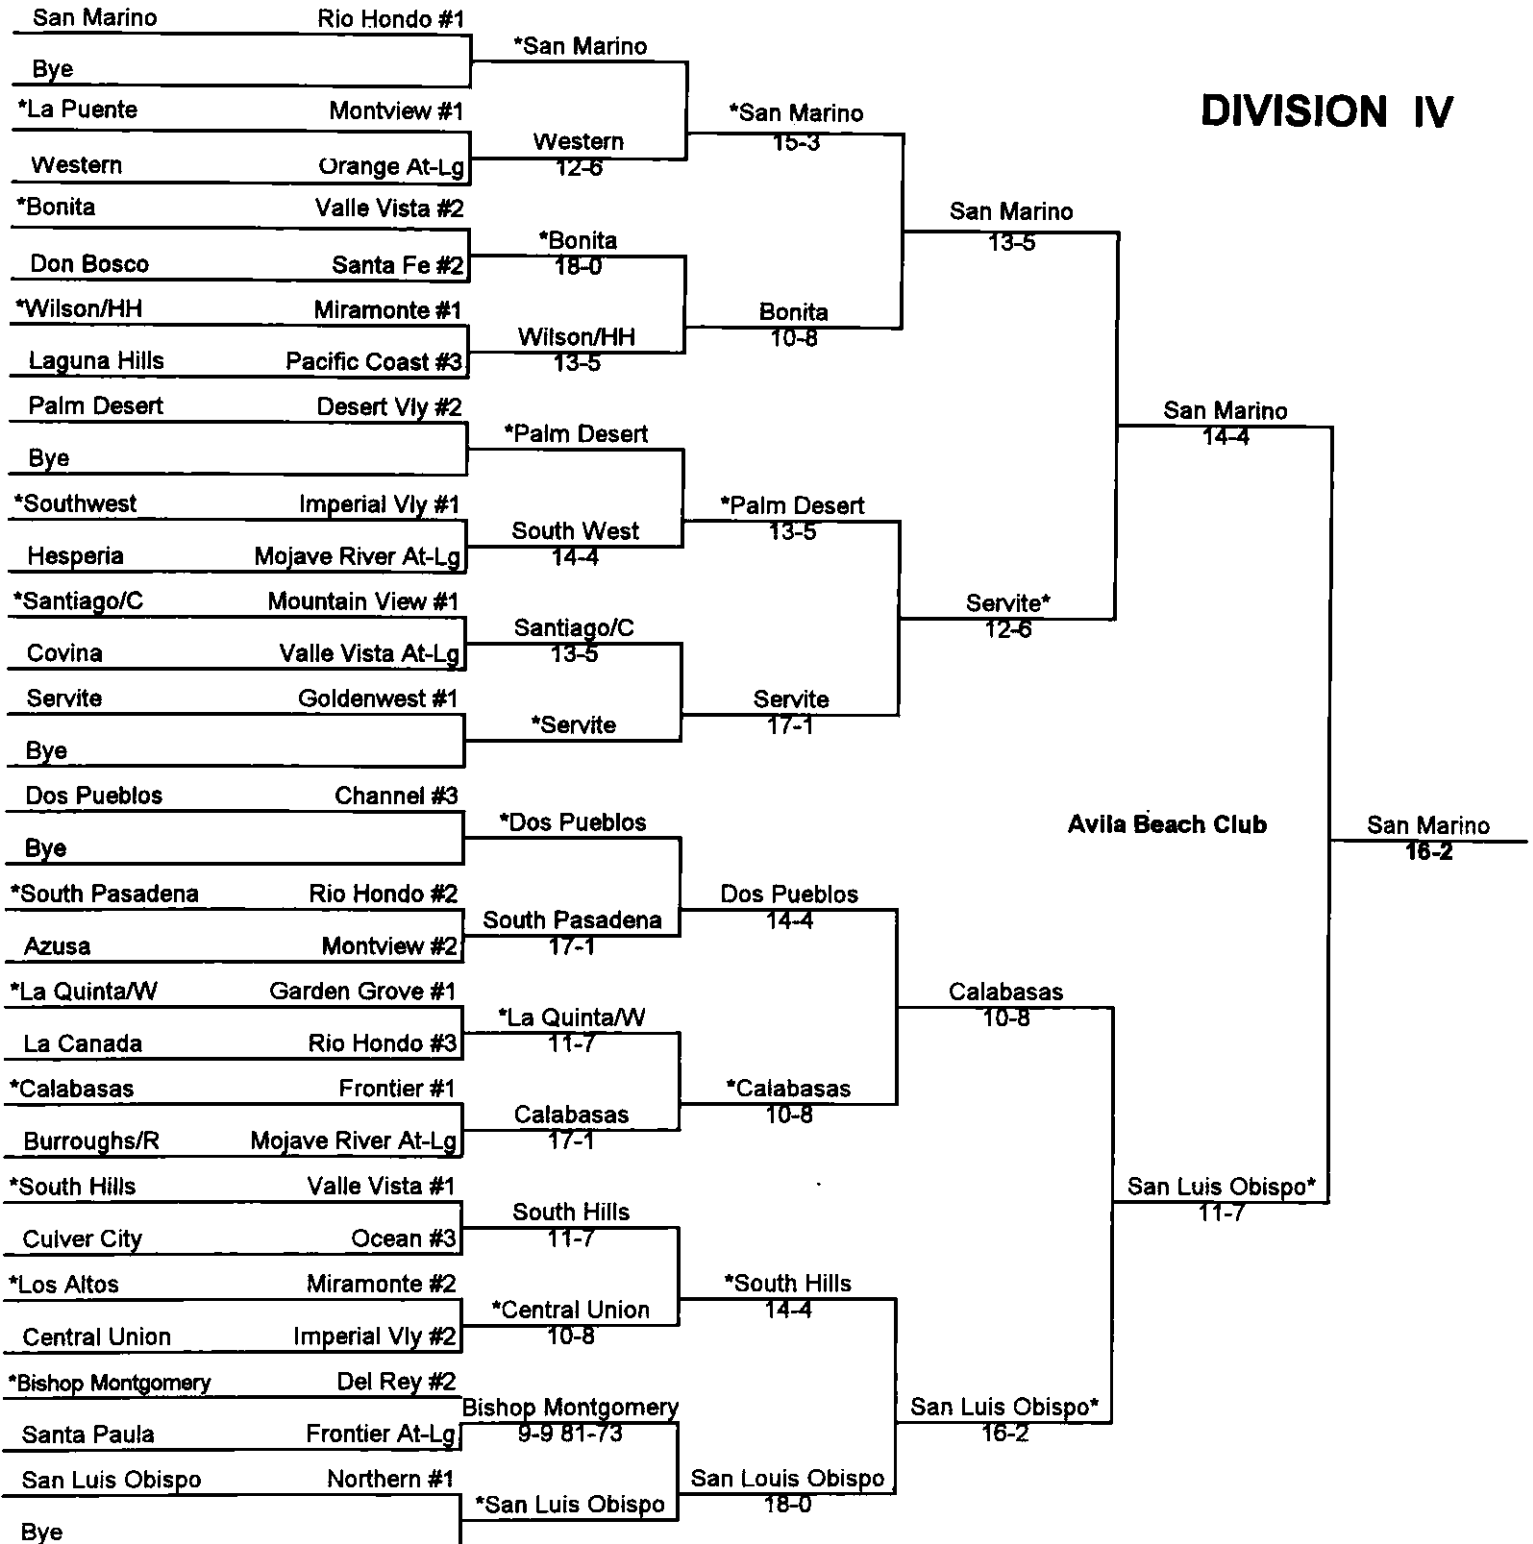 DIVISION IV
San Marino Rio Hondo #1
Bye
*La Puente Montview #1
Western Orange At-Lg
*Bonita Valle Vista #2
Don Bosco Santa Fe #2
*Wilson/HH Miramonte #1
Laguna Hills Pacific Coast #3
Palm Desert Desert Vly #2
Bye
*Southwest Imperial Vly #1
Hesperia Mojave River At-Lg
*Santiago/C Mountain View #1
Covina Valle Vista At-Lg
Servite Goldenwest #1
Bye
Dos Pueblos Channel #3
Bye
*South Pasadena Rio Hondo #2
Azusa Montview #2
*La Quinta/W Garden Grove #1
La Canada Rio Hondo #3
*Calabasas Frontier #1
Burroughs/R Mojave River At-Lg
*South Hills Valle Vista #1
Culver City Ocean #3
*Los Altos Miramonte #2
Central Union Imperial Vly #2
*Bishop Montgomery Del Rey #2
Santa Paula Frontier At-Lg
San Luis Obispo Northern #1
Bye
*San Marino
Western
12-6
*Bonita
18-0
Wilson/HH
13-5
*Palm Desert
South West
14-4
Santiago/C
13-5
*Servite
*Dos Pueblos
South Pasadena
17-1
*La Quinta/W
11-7
Calabasas
17-1
South Hills
11-7
*Central Union
10-8
Bishop Montgomery
9-9 81-73
*San Luis Obispo
*San Marino
15-3
Bonita
10-8
*Palm Desert
13-5
Servite
17-1
Dos Pueblos
14-4
*Calabasas
10-8
*South Hills
14-4
San Louis Obispo
18-0
San Marino
13-5
Servite*
12-6
Calabasas
10-8
San Luis Obispo*
16-2
San Marino
14-4
San Luis Obispo*
11-7
Avila Beach Club
San Marino
16-2